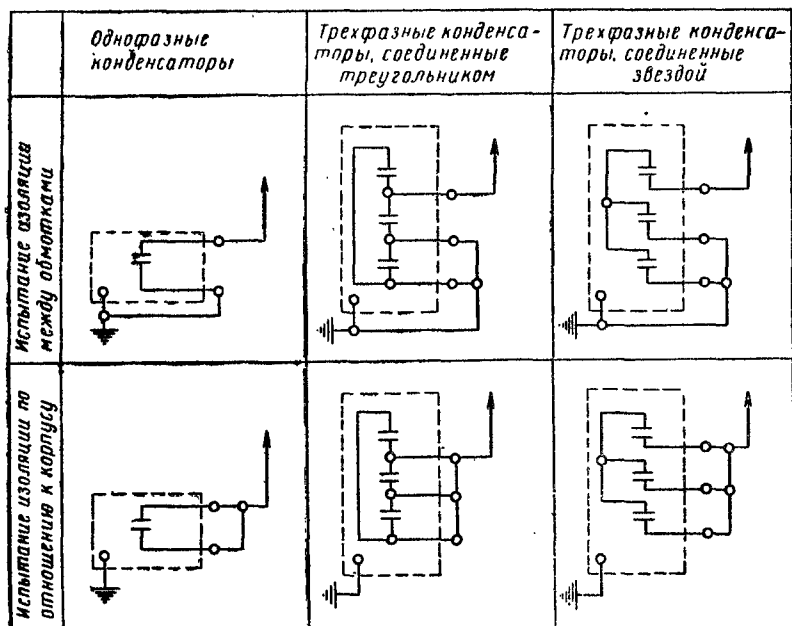 Однофазные
конденсаторы
Трехфазные конденса-
торы, соединенные
треугольником
Трехфазные конденса-
торы, соединенные
звездой
Испытание изоляции
между обмотками
Испытание изоляции по
отношению к корпусу